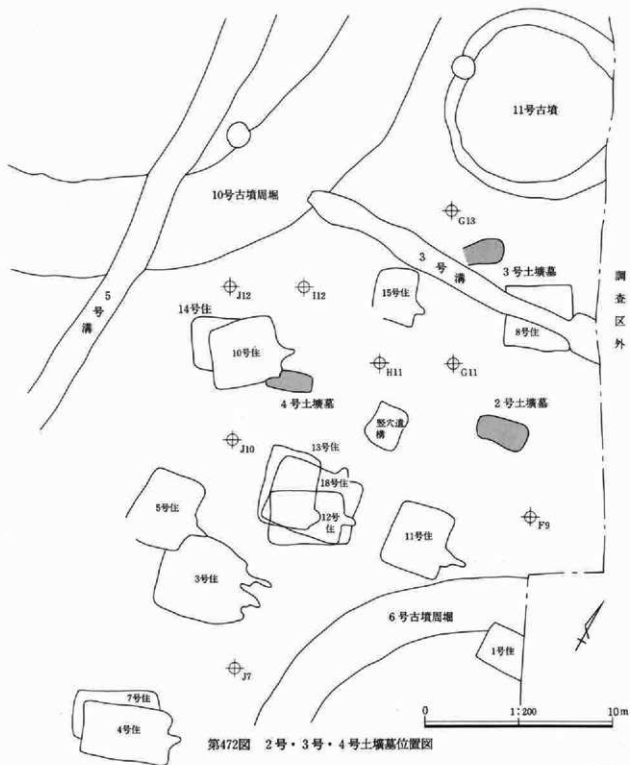 11号古墳
10号古墳周堀
G13
3号溝
3号土壙墓
5号溝
J12
I12
15号住
調査区外
14号住
10号住
8号住
H11
G11
4号土壙墓
2号土壙墓
竪穴遺構
J10
13号住
18号住
12号住
5号住
11号住
F9
3号住
6号古墳周堀
1号住
J7
7号住
4号住
0 1:200 10m
第472図 2号・3号・4号土壙墓位置図